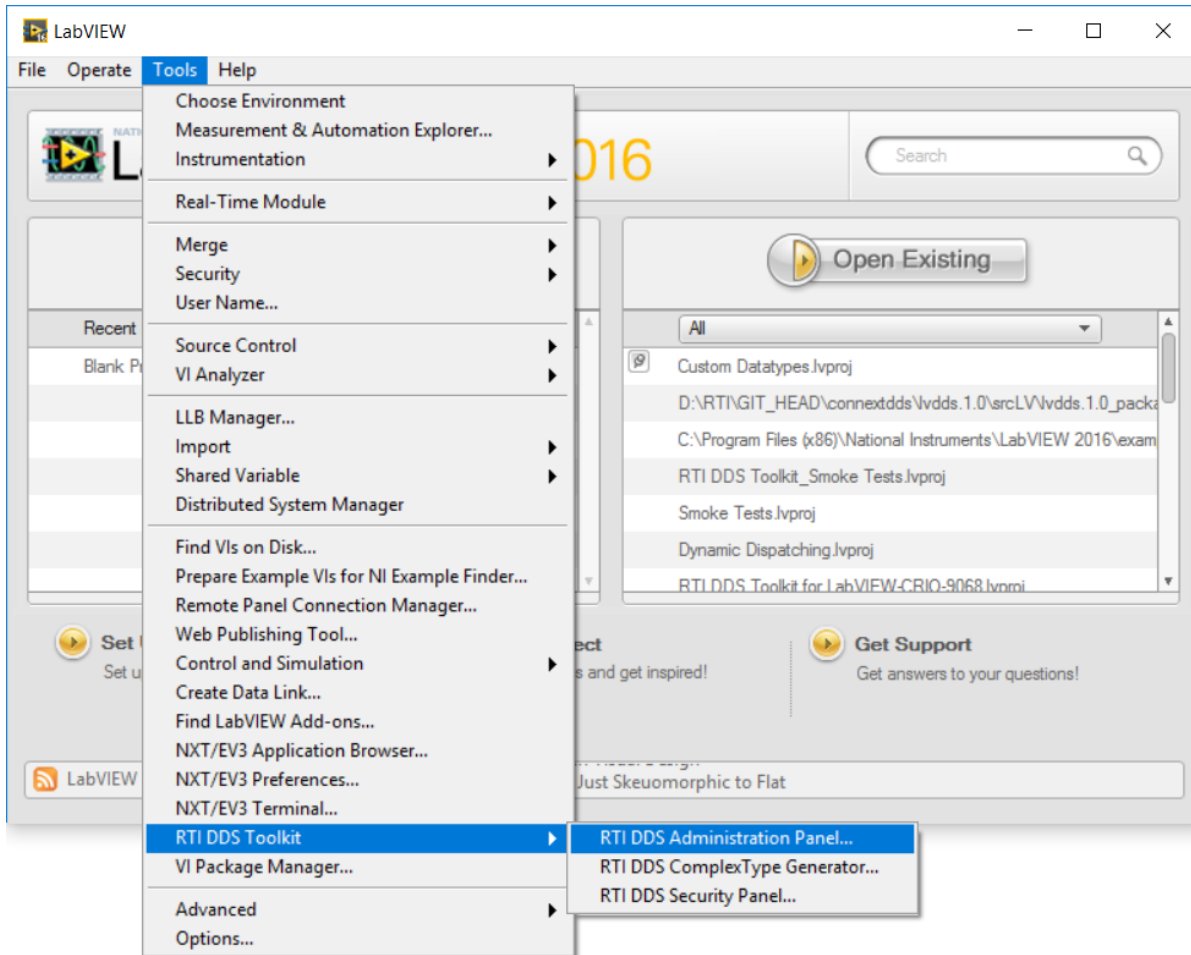 LabVIEW
File Operate Tools Help
Choose Environment
Measurement & Automation Explorer...
Instrumentation
Real-Time Module
Merge
Security
User Name...
Source Control
VI Analyzer
LLB Manager...
Import
Shared Variable
Distributed System Manager
Find VIs on Disk...
Prepare Example VIs for NI Example Finder...
Remote Panel Connection Manager...
Web Publishing Tool...
Control and Simulation
Create Data Link...
Find LabVIEW Add-ons...
NXT/EV3 Application Browser...
NXT/EV3 Preferences...
NXT/EV3 Terminal...
RTI DDS Toolkit
VI Package Manager...
Advanced
Options...
RTI DDS Administration Panel...
RTI DDS ComplexType Generator...
RTI DDS Security Panel...
NATI
L
016
Search
Recent
Blank Pr
Open Existing
All
Custom Datatypes.lvproj
D:\RTI\GIT_HEAD\connextdds\lvdds.1.0\srcLV\lvdds.1.0_packa
C:\Program Files (x86)\National Instruments\LabVIEW 2016\exam
RTI DDS Toolkit_Smoke Tests.lvproj
Smoke Tests.lvproj
Dynamic Dispatching.lvproj
RTI DDS Toolkit for LabVIEW-CRIO-9068.lvproj
Set
Set u
ect
s and get inspired!
Get Support
Get answers to your questions!
LabVIEW
Just Skeuomorphic to Flat